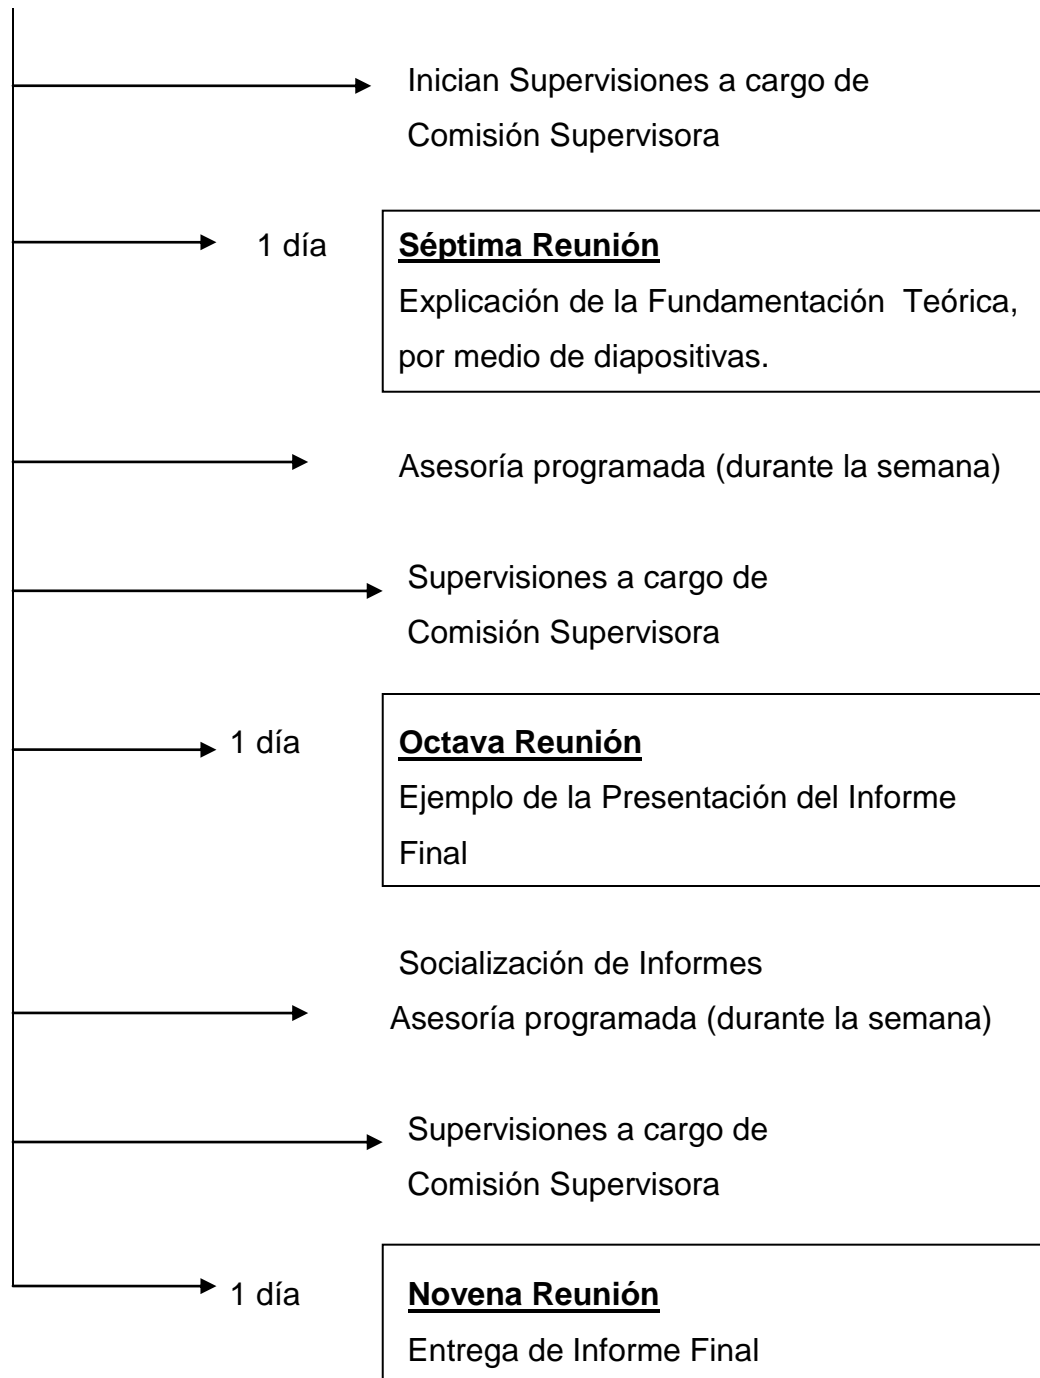 Inician Supervisiones a cargo de
Comisión Supervisora
1 día
Séptima Reunión
Explicación de la Fundamentación Teórica,
por medio de diapositivas.
Asesoría programada (durante la semana)
Supervisiones a cargo de
Comisión Supervisora
1 día
Octava Reunión
Ejemplo de la Presentación del Informe
Final
Socialización de Informes
Asesoría programada (durante la semana)
Supervisiones a cargo de
Comisión Supervisora
1 día
Novena Reunión
Entrega de Informe Final